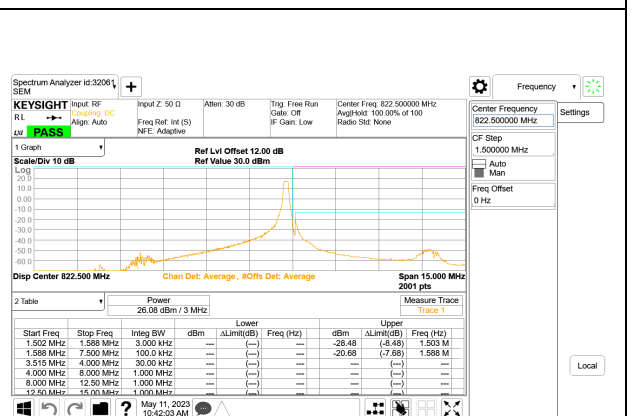 Spectrum Analyzer id:32061
SEM
+
Frequency
KEYSIGHT
RL
PASS
Input: RF
Coupling: DC
Align: Auto
Input Z: 50 Ω
Freq Ref: Int (S)
NFE: Adaptive
Atten: 30 dB
Trig: Free Run
Gate: Off
IF Gain: Low
Center Freq: 822.500000 MHz
Avg|Hold: 100.00% of 100
Radio Std: None
Center Frequency
822.500000 MHz
Settings
CF Step
1.500000 MHz
Auto
Man
Freq Offset
0 Hz
Local
1 Graph
Scale/Div 10 dB
Ref Lvl Offset 12.00 dB
Ref Value 30.0 dBm
Log
20.0
10.0
0.00
-10.0
-20.0
-30.0
-40.0
-50.0
-60.0
Disp Center 822.500 MHz
Chan Det: Average , #Offs Det: Average
Span 15.000 MHz
2001 pts
2 Table
Power
26.08 dBm / 3 MHz
Measure Trace
Trace 1
Lower Upper
Start Freq Stop Freq Integ BW dBm ΔLimit(dB) Freq (Hz) dBm ΔLimit(dB) Freq (Hz)
1.502 MHz 1.588 MHz 3.000 kHz --- (---) --- -28.48 (-8.48) 1.503 M
1.588 MHz 7.500 MHz 100.0 kHz --- (---) --- -20.68 (-7.68) 1.588 M
3.515 MHz 4.000 MHz 30.00 kHz --- (---) --- --- (---) ---
4.000 MHz 8.000 MHz 1.000 MHz --- (---) --- --- (---) ---
8.000 MHz 12.50 MHz 1.000 MHz --- (---) --- --- (---) ---
12.50 MHz 15.00 MHz 1.000 MHz --- (---) --- --- (---) ---
?
May 11, 2023
10:42:03 AM